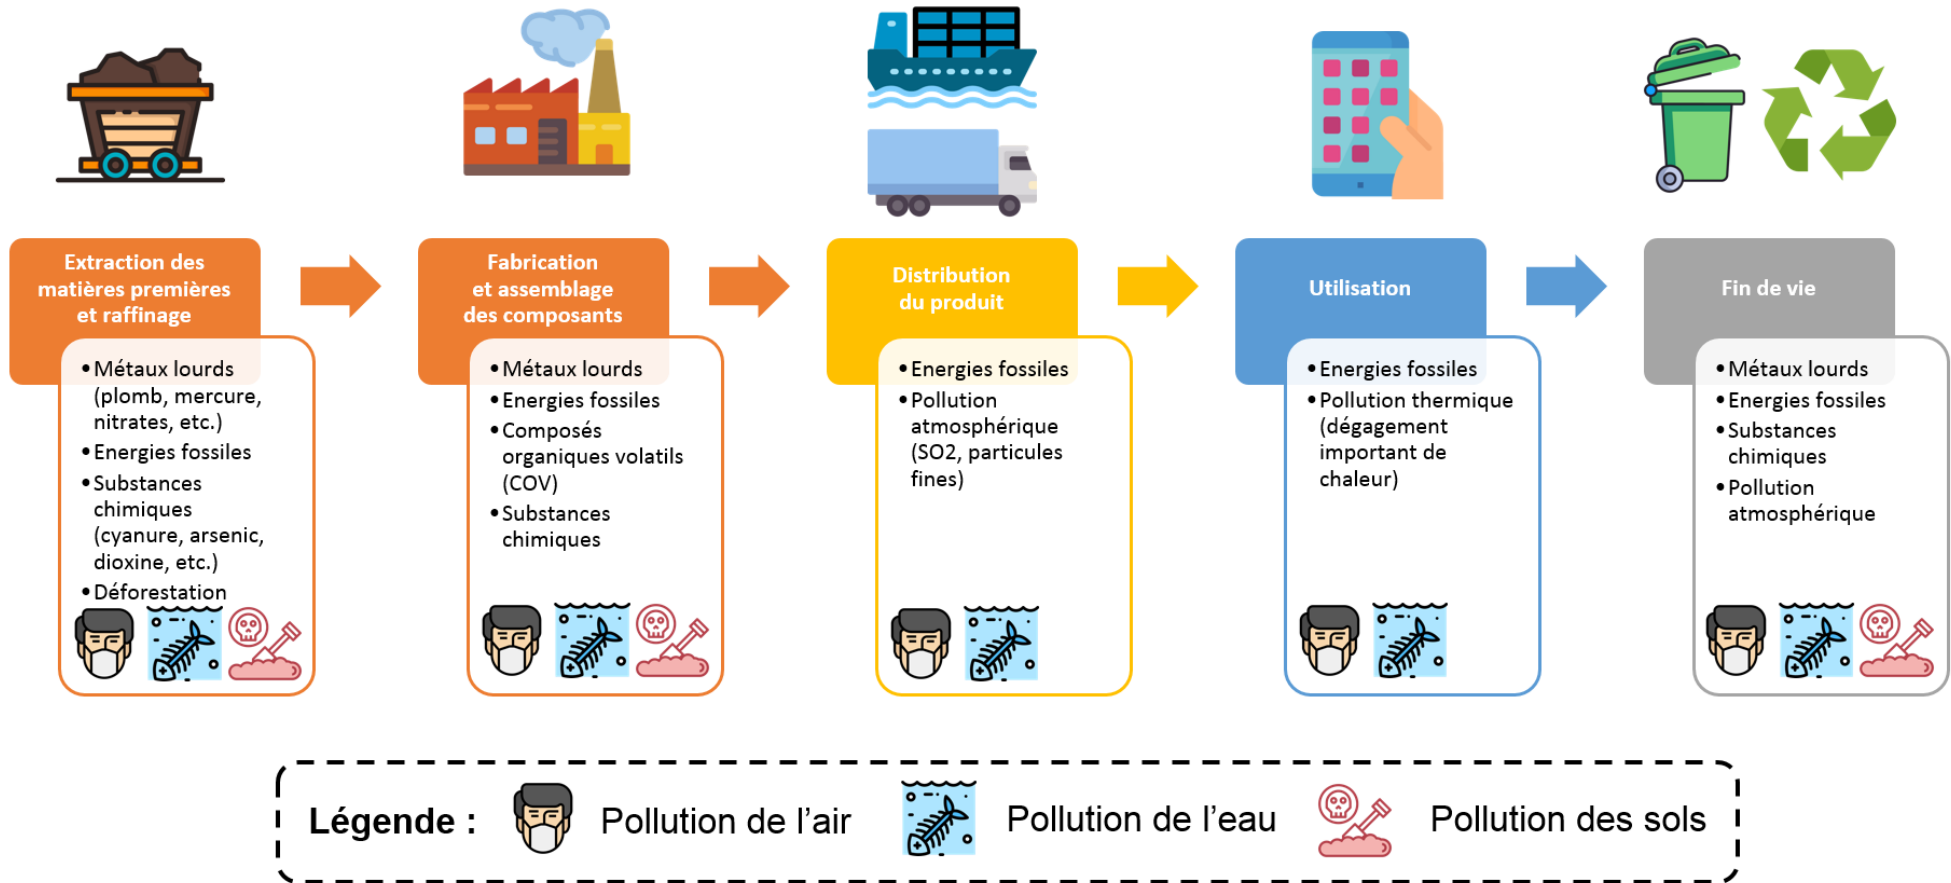 Extraction des
matières premières
et raffinage
• Métaux lourds
(plomb, mercure,
nitrates, etc.)
• Energies fossiles
• Substances
chimiques
(cyanure, arsenic,
dioxine, etc.)
• Déforestation
Fabrication
et assemblage
des composants
• Métaux lourds
• Energies fossiles
• Composés
organiques volatils
(COV)
• Substances
chimiques
Distribution
du produit
• Energies fossiles
• Pollution
atmosphérique
(SO2, particules
fines)
Utilisation
• Energies fossiles
• Pollution thermique
(dégagement
important de
chaleur)
Fin de vie
• Métaux lourds
• Energies fossiles
• Substances
chimiques
• Pollution
atmosphérique
Légende : Pollution de l’air Pollution de l’eau Pollution des sols